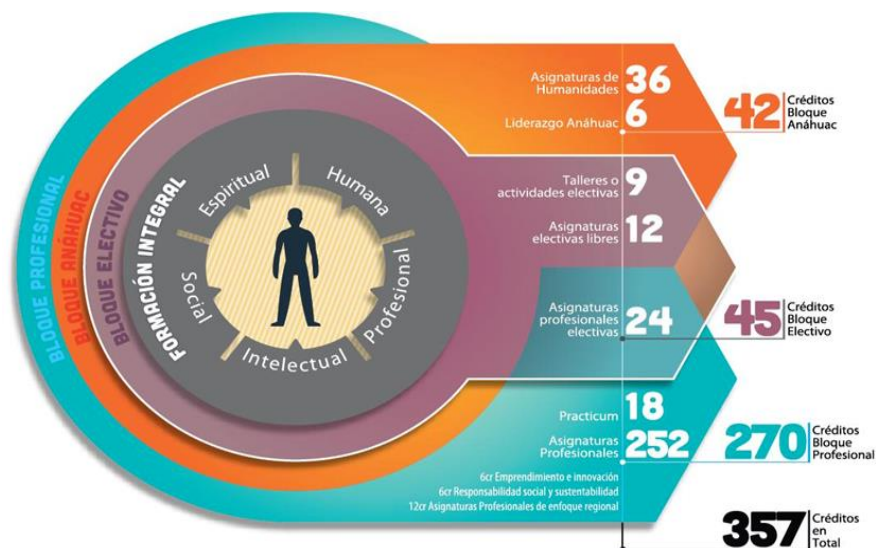 BLOQUE PROFESIONAL
BLOQUE ANÁHUAC
BLOQUE ELECTIVO
FORMACIÓN INTEGRAL
Espiritual
Humana
Profesional
Intelectual
Social
Asignaturas de
Humanidades
36
Liderazgo Anáhuac
6
42
Créditos
Bloque
Anáhuac
Talleres o
actividades electivas
9
Asignaturas
electivas libres
12
Asignaturas
profesionales
electivas
24
45
Créditos
Bloque
Electivo
Practicum
18
Asignaturas
Profesionales
252
270
Créditos
Bloque
Profesional
6cr Emprendimiento e innovación
6cr Responsabilidad social y sustentabilidad
12cr Asignaturas Profesionales de enfoque regional
357
Créditos
en
Total